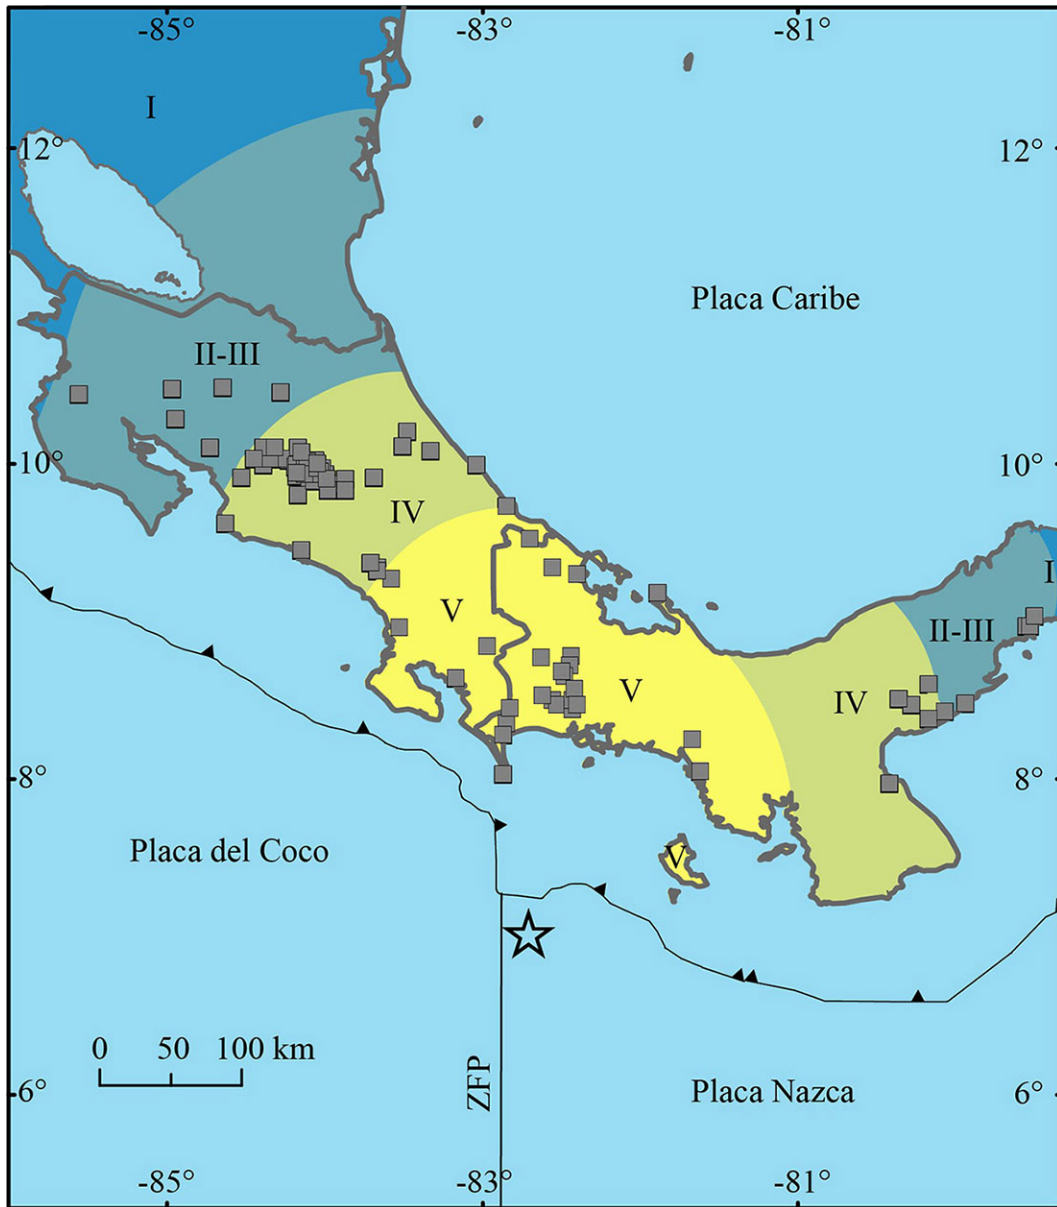 -85°
-83°
-81°
I
12°
12°
Placa Caribe
II-III
10°
10°
IV
I
V
II-III
V
IV
8°
8°
Placa del Coco
V
0 50 100 km
ZFP
Placa Nazca
6°
6°
-85°
-83°
-81°